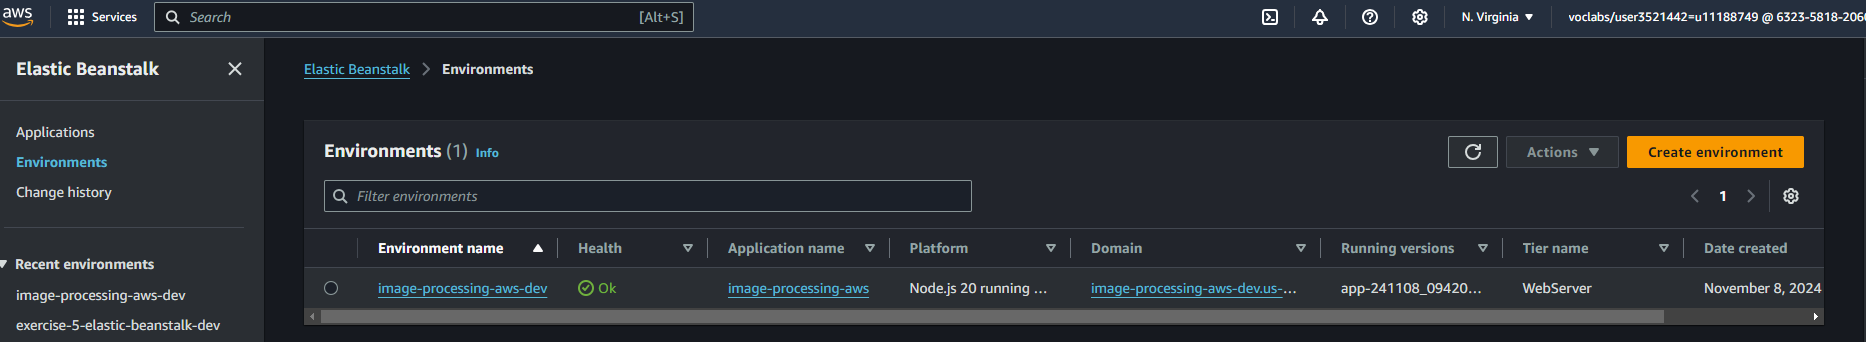 aws Services Search [Alt+S] N. Virginia voclabs/user3521442=u11188749 @ 6323-5818-206
Elastic Beanstalk
Elastic Beanstalk > Environments
Applications
Environments
Change history
Recent environments
image-processing-aws-dev
exercise-5-elastic-beanstalk-dev
Environments (1) Info Actions Create environment
Filter environments 1
Environment name Health Application name Platform Domain Running versions Tier name Date created
image-processing-aws-dev Ok image-processing-aws Node.js 20 running ... image-processing-aws-dev.us-... app-241108_09420... WebServer November 8, 2024